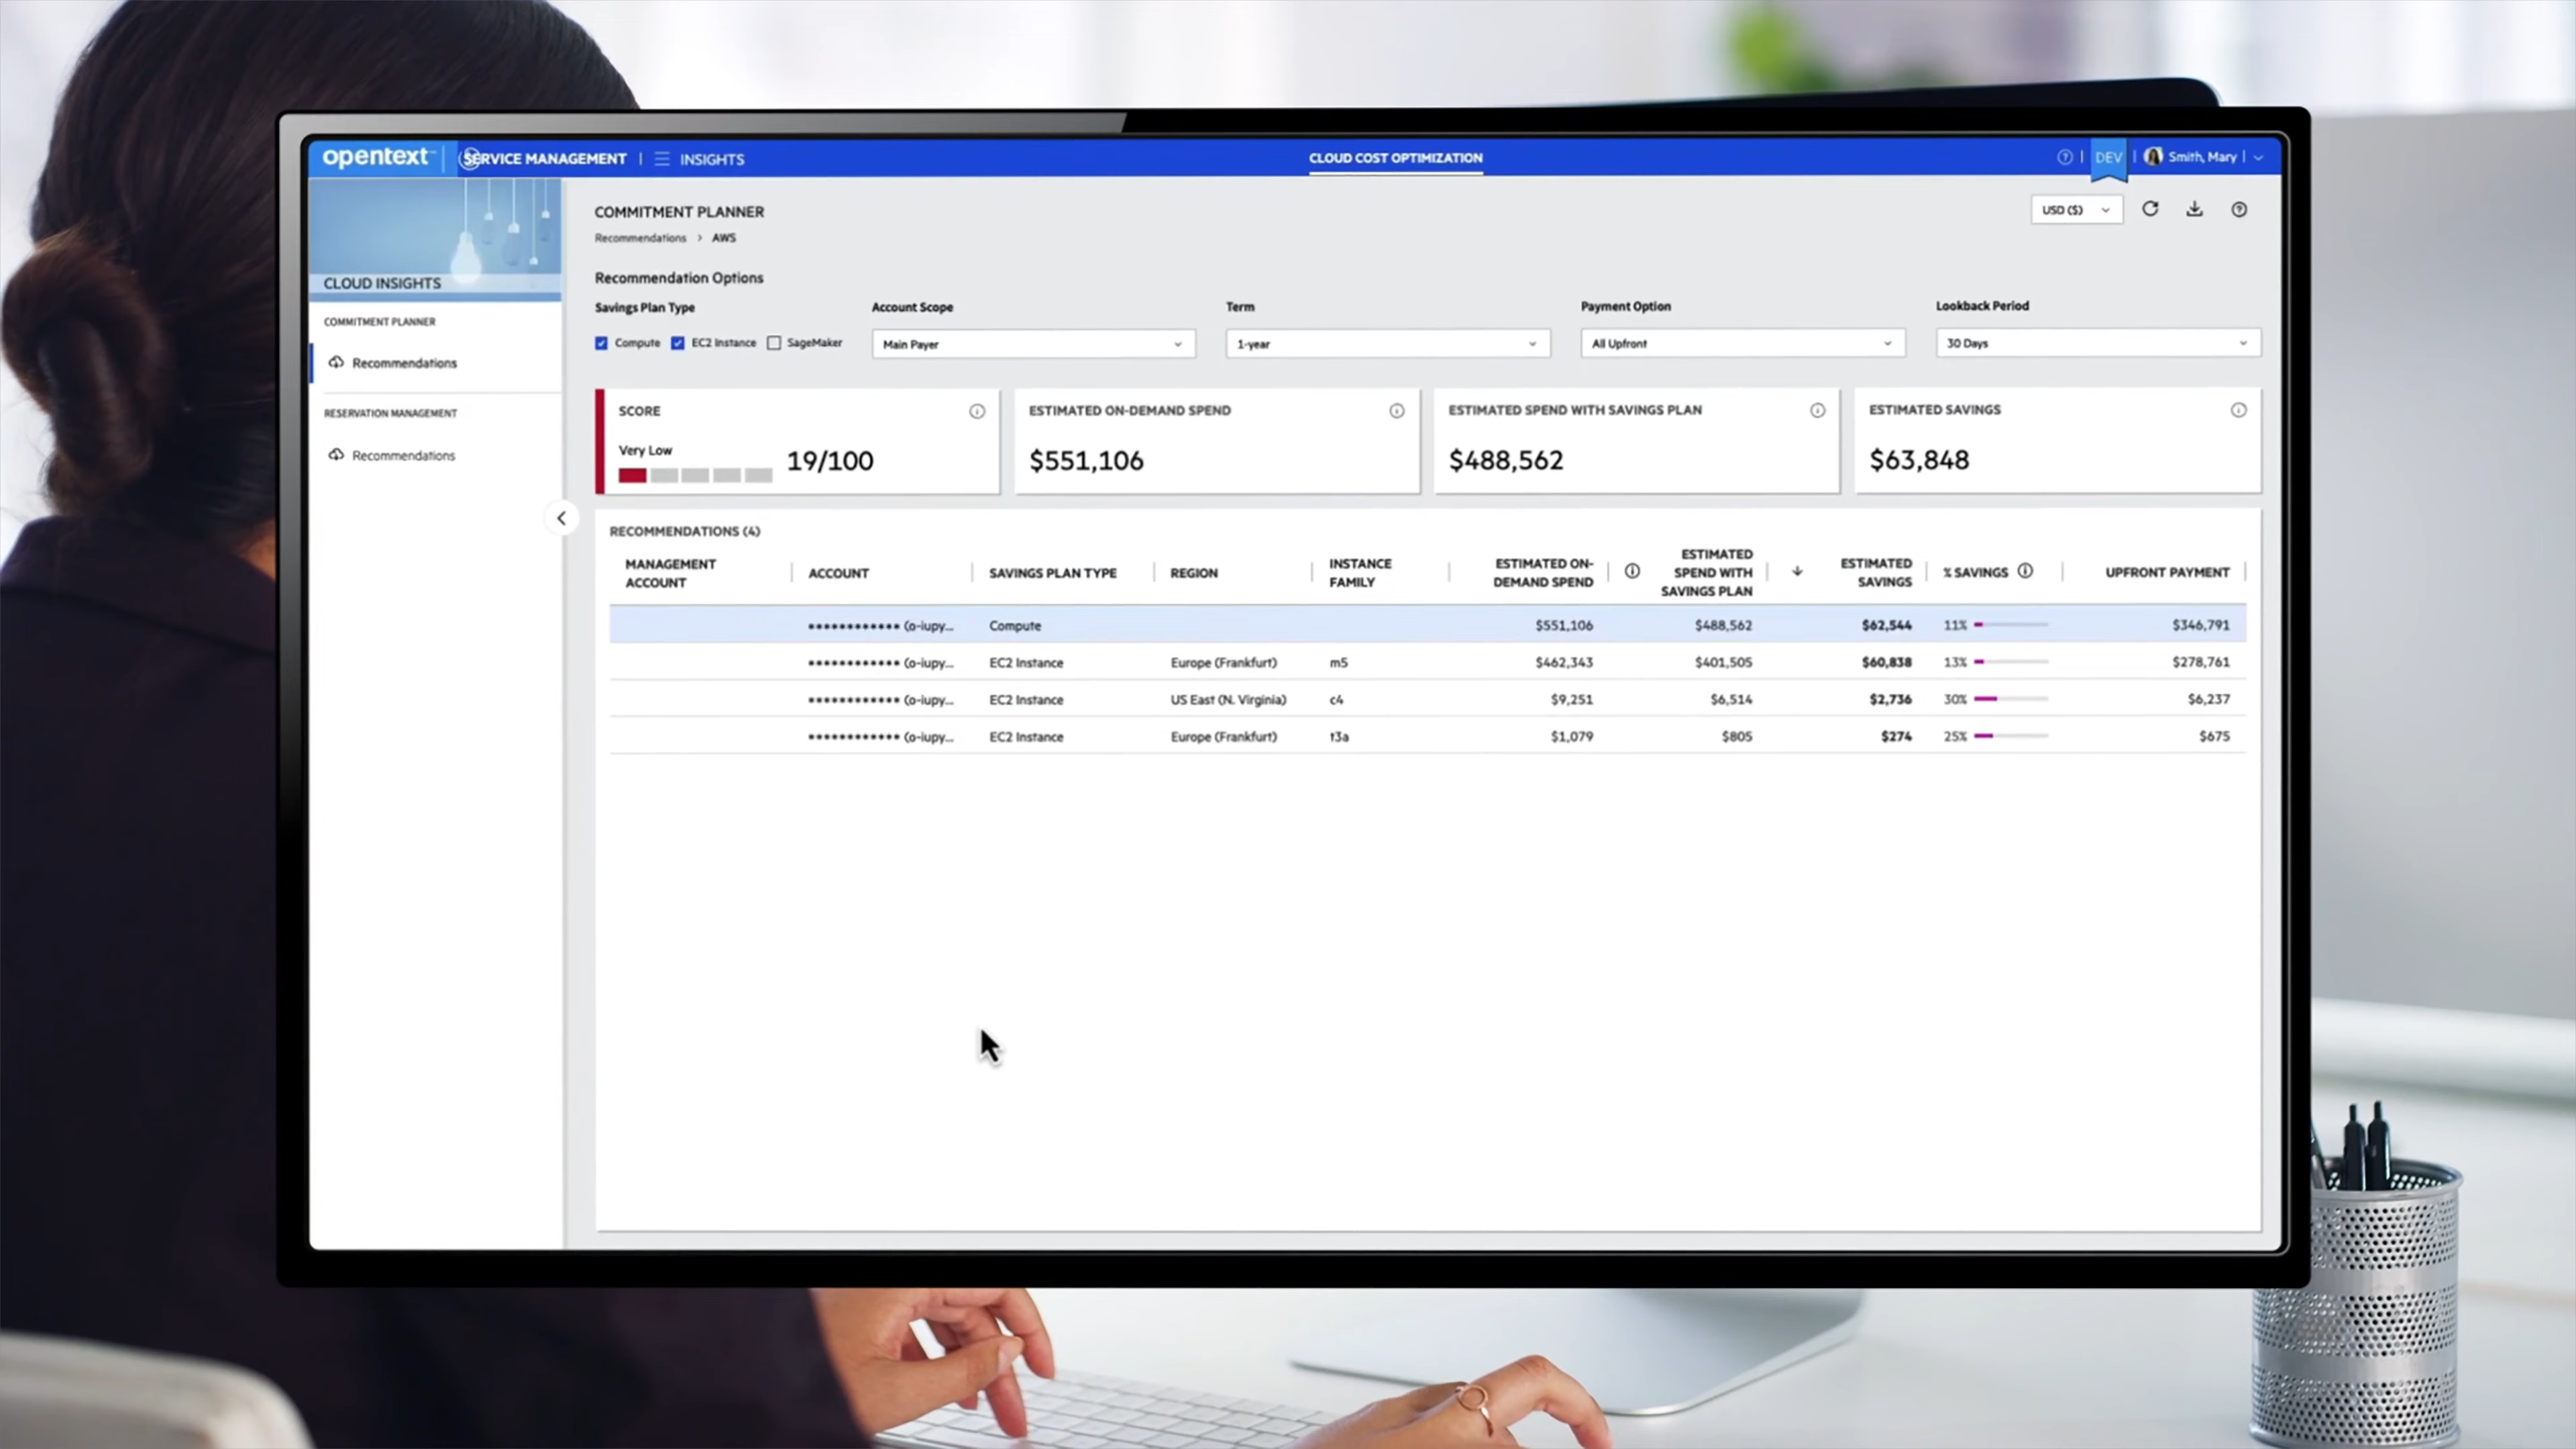 opentext™ | SERVICE MANAGEMENT | INSIGHTS
CLOUD COST OPTIMIZATION
DEV | Smith, Mary |
CLOUD INSIGHTS
COMMITMENT PLANNER
Recommendations
RESERVATION MANAGEMENT
Recommendations
COMMITMENT PLANNER
Recommendations > AWS
USD ($)
Recommendation Options
Savings Plan Type
Compute EC2 Instance SageMaker
Account Scope
Main Payer
Term
1-year
Payment Option
All Upfront
Lookback Period
30 Days
SCORE
Very Low
19/100
ESTIMATED ON-DEMAND SPEND
$551,106
ESTIMATED SPEND WITH SAVINGS PLAN
$488,562
ESTIMATED SAVINGS
$63,848
RECOMMENDATIONS (4)
MANAGEMENT ACCOUNT | ACCOUNT | SAVINGS PLAN TYPE | REGION | INSTANCE FAMILY | ESTIMATED ON-DEMAND SPEND | ESTIMATED SPEND WITH SAVINGS PLAN | ESTIMATED SAVINGS | % SAVINGS | UPFRONT PAYMENT
************ (o-iupy... Compute $551,106 $488,562 $62,544 11% $346,791
************ (o-iupy... EC2 Instance Europe (Frankfurt) m5 $462,343 $401,505 $60,838 13% $278,761
************ (o-iupy... EC2 Instance US East (N. Virginia) c4 $9,251 $6,514 $2,736 30% $6,237
************ (o-iupy... EC2 Instance Europe (Frankfurt) t3a $1,079 $805 $274 25% $675